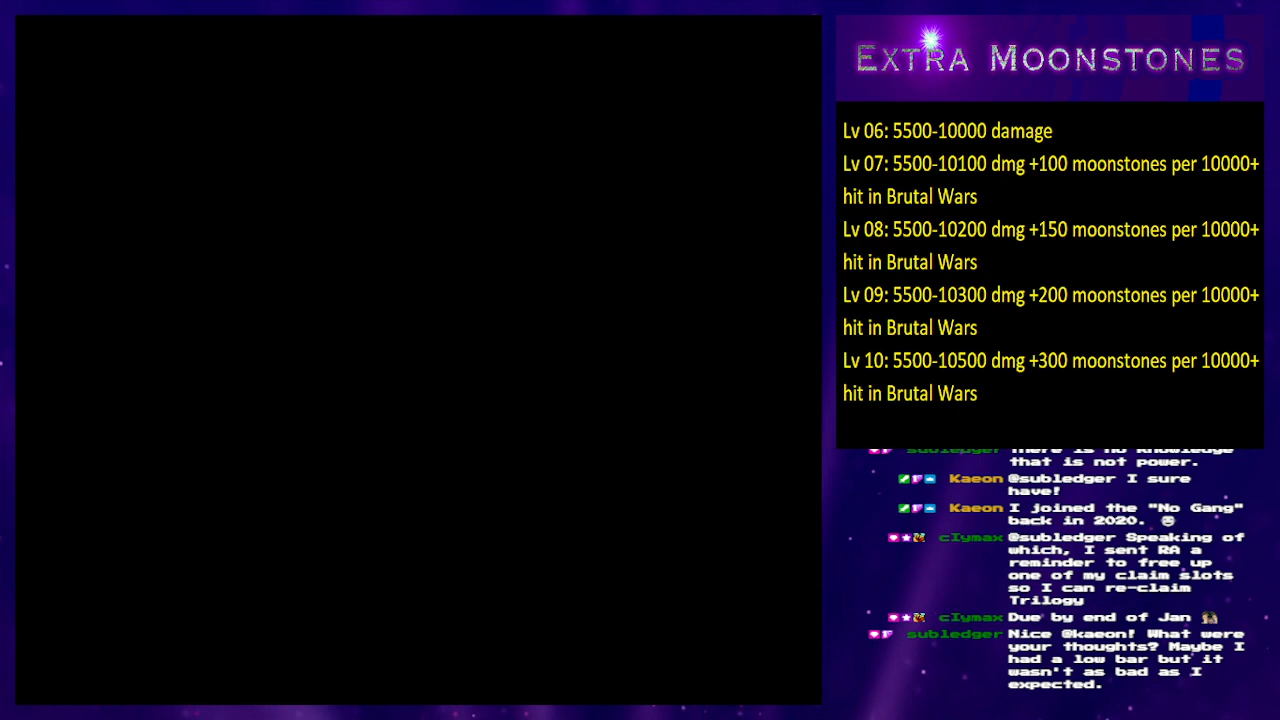 EXTRA MOONSTONES
Lv 06: 5500-10000 damage
Lv 07: 5500-10100 dmg +100 moonstones per 10000+
hit in Brutal Wars
Lv 08: 5500-10200 dmg +150 moonstones per 10000+
hit in Brutal Wars
Lv 09: 5500-10300 dmg +200 moonstones per 10000+
hit in Brutal Wars
Lv 10: 5500-10500 dmg +300 moonstones per 10000+
hit in Brutal Wars
subledger There is no knowledge
that is not power.
Kaeon @subledger I sure
have!
Kaeon I joined the "No Gang"
back in 2020.
cIymax @subledger Speaking of
which, I sent RA a
reminder to free up
one of my claim slots
so I can re-claim
Trilogy
cIymax Due by end of Jan
subledger Nice @kaeon! What were
your thoughts? Maybe I
had a low bar but it
wasn't as bad as I
expected.